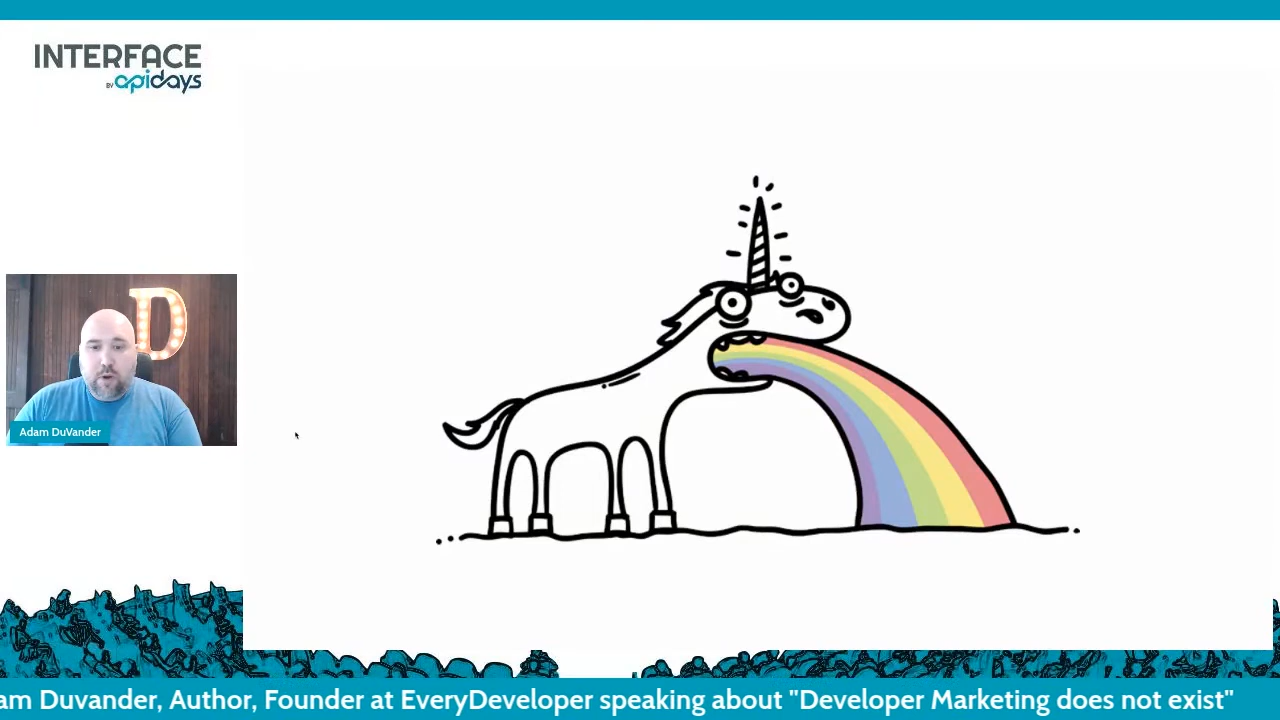 INTERFACE
BY apidays
D
Adam DuVander
am Duvander, Author, Founder at EveryDeveloper speaking about "Developer Marketing does not exist"